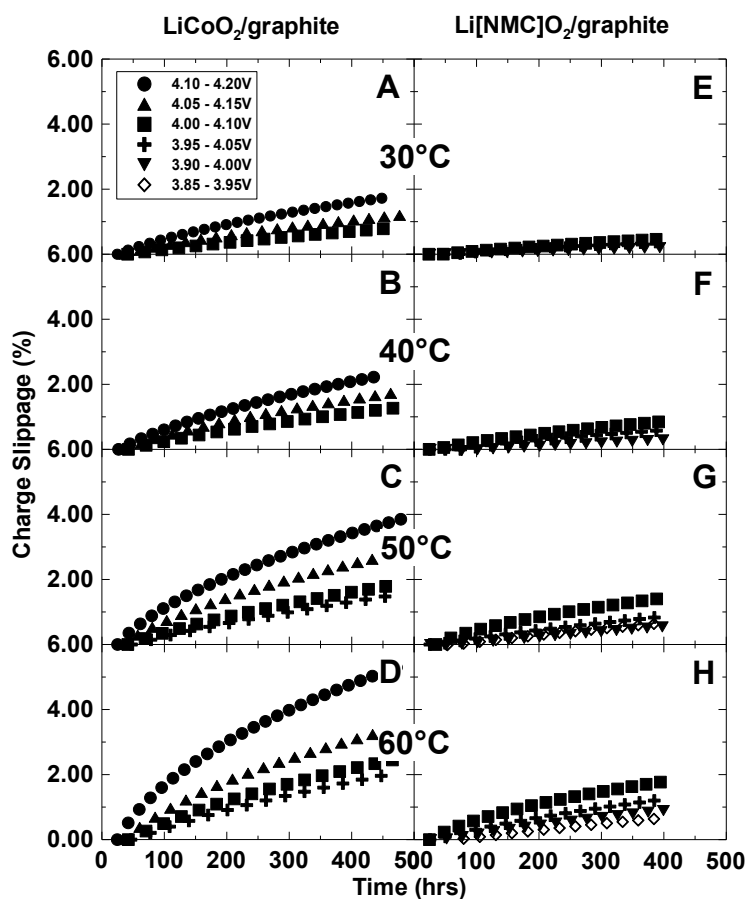 LiCoO₂/graphite
Li[NMC]O₂/graphite
6.00
4.00
2.00
4.10 - 4.20V
4.05 - 4.15V
4.00 - 4.10V
3.95 - 4.05V
3.90 - 4.00V
3.85 - 3.95V
A
E
30°C
6.00
4.00
2.00
B
F
40°C
6.00
4.00
2.00
C
G
50°C
6.00
4.00
2.00
0.00
D
H
60°C
Charge Slippage (%)
0 100 200 300 400 500 100 200 300 400 500
Time (hrs)